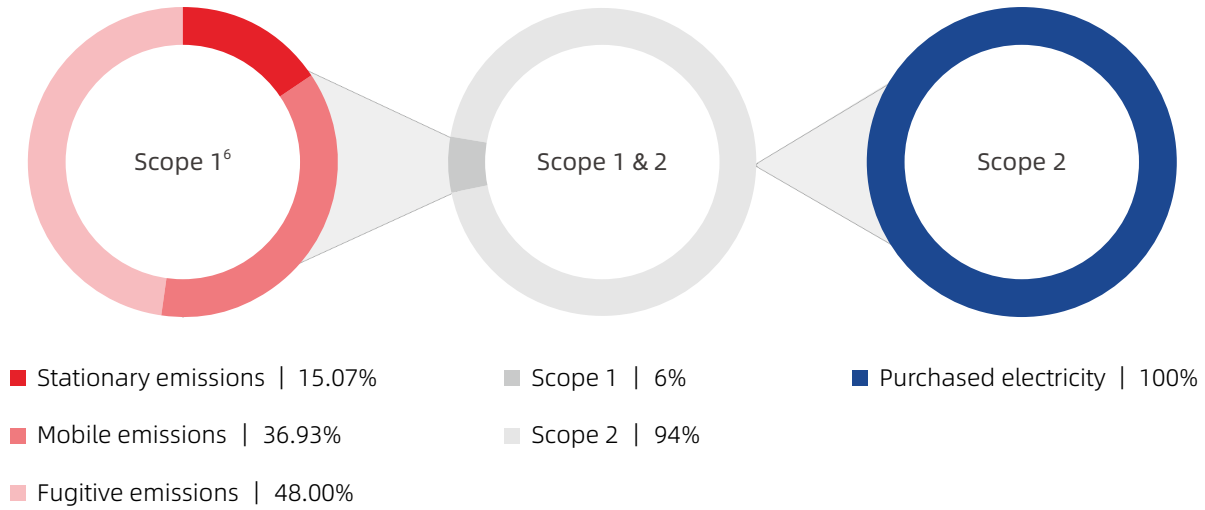 Scope 1⁶
Scope 1 & 2
Scope 2
Stationary emissions | 15.07%
Mobile emissions | 36.93%
Fugitive emissions | 48.00%
Scope 1 | 6%
Scope 2 | 94%
Purchased electricity | 100%